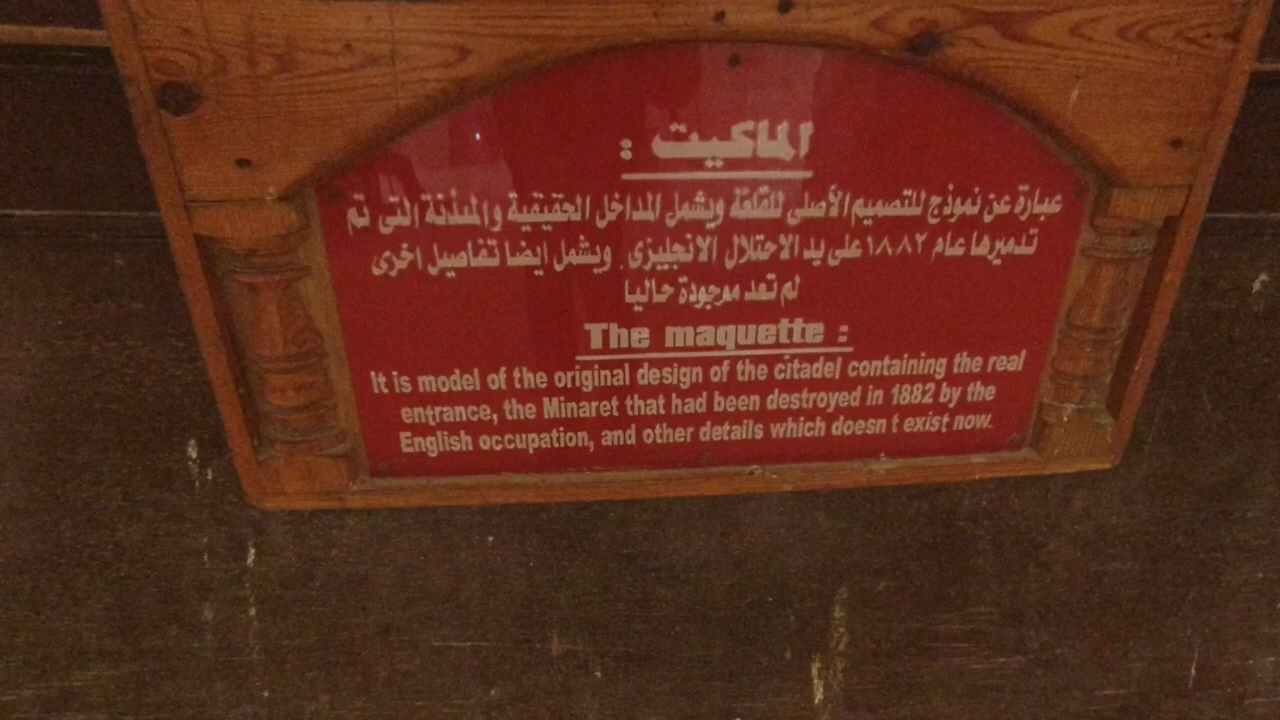 الماكيت :
عبارة عن نموذج للتصميم الأصلى للقلعة ويشمل المداخل الحقيقية والمئذنة التى تم
تدميرها عام ١٨٨٢ على يد الاحتلال الانجليزى . ويشمل ايضا تفاصيل اخرى
لم تعد موجودة حاليا
The maquette :
It is model of the original design of the citadel containing the real
entrance, the Minaret that had been destroyed in 1882 by the
English occupation, and other details which doesn t exist now.